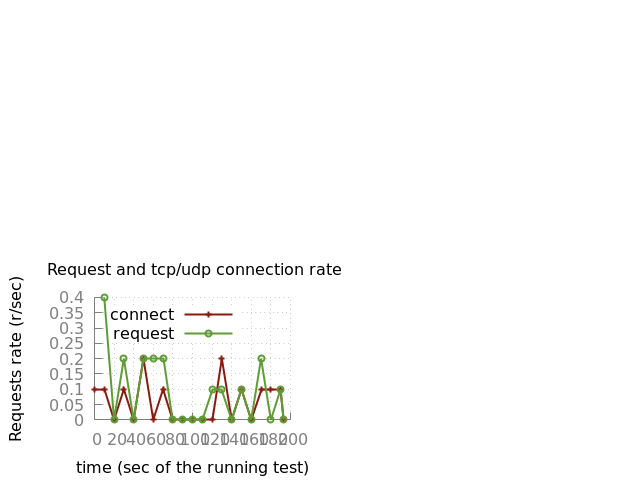 Request and tcp/udp connection rate
Requests rate (r/sec)
0.4
0.35
0.3
0.25
0.2
0.15
0.1
0.05
0
connect
request
0 20 40 60 80 100 120 140 160 180 200
time (sec of the running test)